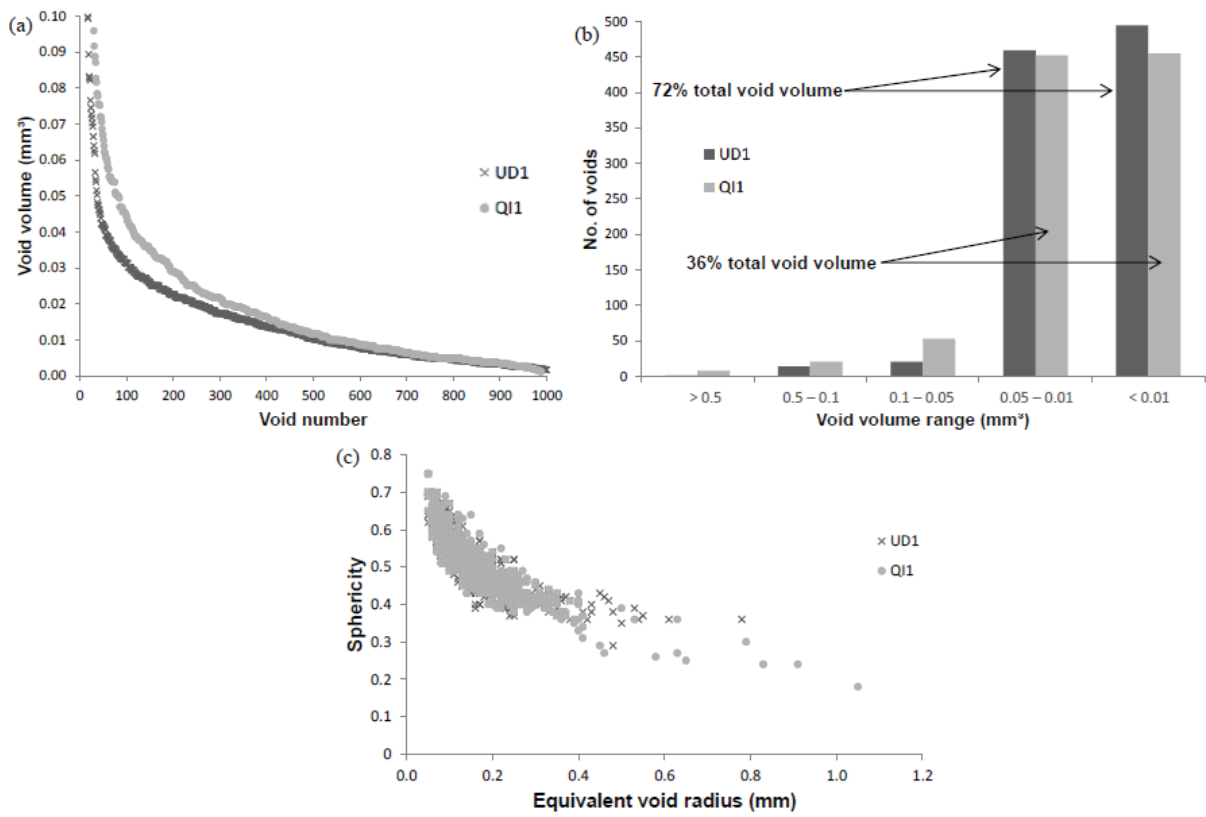 (a)
0.10
0.09
0.08
0.07
0.06
0.05
0.04
0.03
0.02
0.01
0.00
Void volume (mm³)
0 100 200 300 400 500 600 700 800 900 1000
Void number
UD1
QI1
(b)
500
450
400
350
300
250
200
150
100
50
0
No. of voids
72% total void volume
UD1
QI1
36% total void volume
> 0.5 0.5 – 0.1 0.1 – 0.05 0.05 – 0.01 < 0.01
Void volume range (mm³)
(c)
0.8
0.7
0.6
0.5
0.4
0.3
0.2
0.1
0
Sphericity
0.0 0.2 0.4 0.6 0.8 1.0 1.2
Equivalent void radius (mm)
UD1
QI1